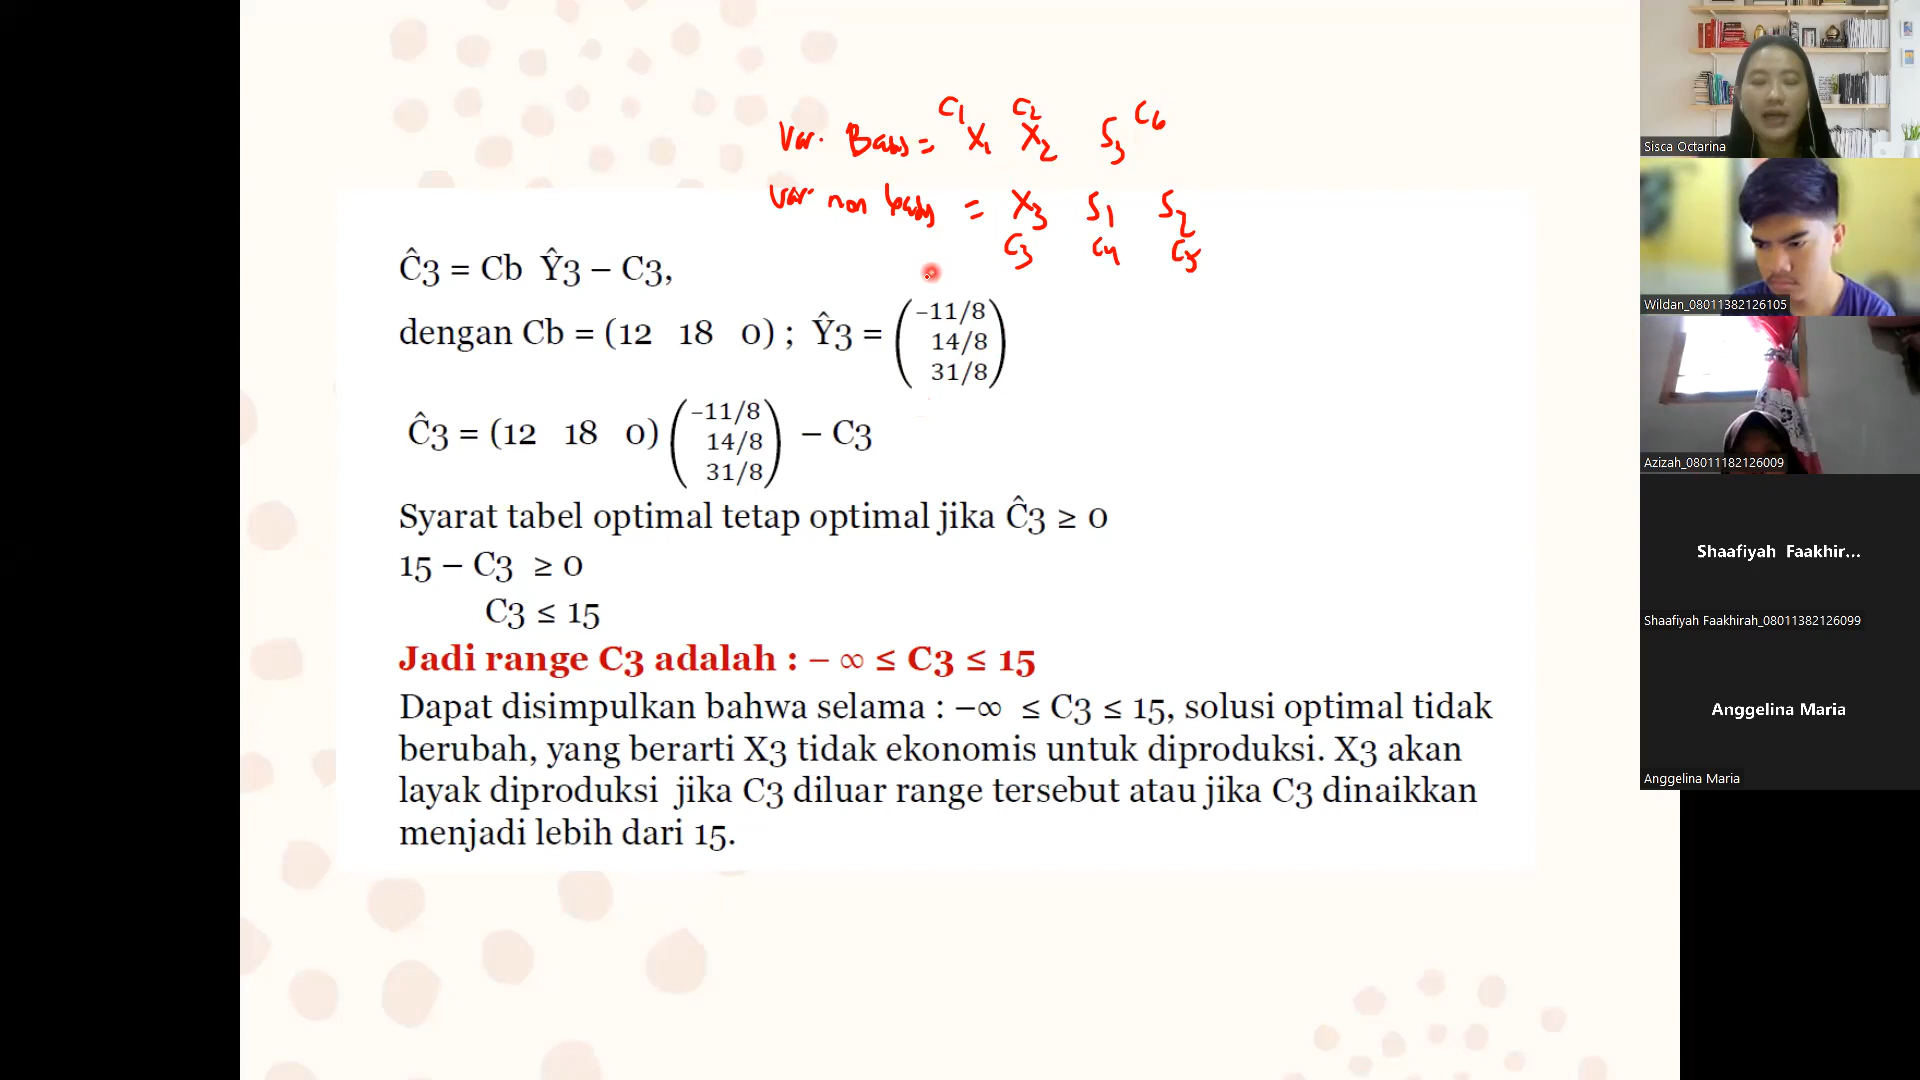 C1 C2 C6
Var. Basis = X1 X2 S3
Var non basis = X3 S1 S2
C3 C4 C5
Ĉ3 = Cb Ŷ3 – C3,
dengan Cb = (12 18 0) ; Ŷ3 = (–11/8
14/8
31/8)
Ĉ3 = (12 18 0) (–11/8
14/8
31/8) – C3
Syarat tabel optimal tetap optimal jika Ĉ3 ≥ 0
15 – C3 ≥ 0
C3 ≤ 15
Jadi range C3 adalah : – ∞ ≤ C3 ≤ 15
Dapat disimpulkan bahwa selama : –∞ ≤ C3 ≤ 15, solusi optimal tidak
berubah, yang berarti X3 tidak ekonomis untuk diproduksi. X3 akan
layak diproduksi jika C3 diluar range tersebut atau jika C3 dinaikkan
menjadi lebih dari 15.
Sisca Octarina
Wildan_08011382126105
Azizah_08011182126009
Shaafiyah Faakhir...
Shaafiyah Faakhirah_08011382126099
Anggelina Maria
Anggelina Maria